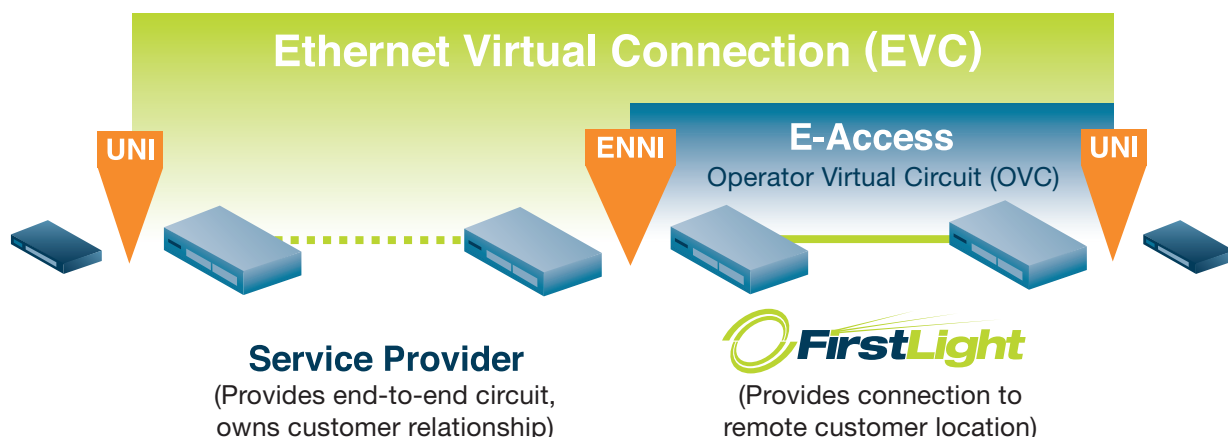 Ethernet Virtual Connection (EVC)
UNI
ENNI
E-Access
UNI
Operator Virtual Circuit (OVC)
Service Provider
(Provides end-to-end circuit,
owns customer relationship)
FirstLight
(Provides connection to
remote customer location)